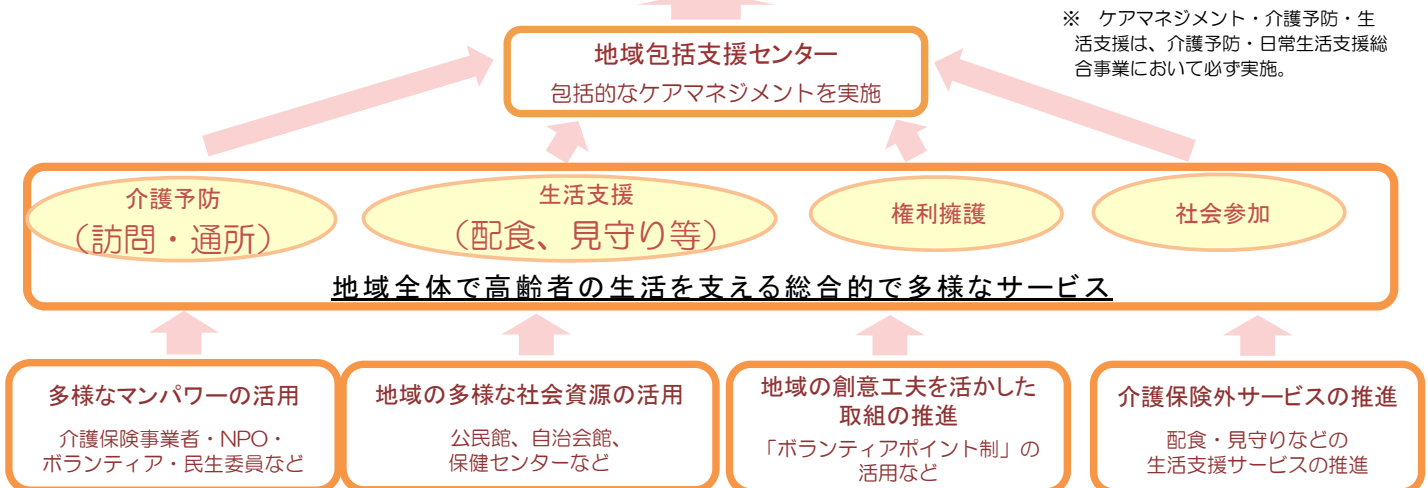 ※　ケアマネジメント・介護予防・生
活支援は、介護予防・日常生活支援総
合事業において必ず実施。
地域包括支援センター
包括的なケアマネジメントを実施
介護予防
（訪問・通所）
生活支援
（配食、見守り等）
権利擁護
社会参加
地域全体で高齢者の生活を支える総合的で多様なサービス
多様なマンパワーの活用
介護保険事業者・NPO・
ボランティア・民生委員など
地域の多様な社会資源の活用
公民館、自治会館、
保健センターなど
地域の創意工夫を活かした
取組の推進
「ボランティアポイント制」の
活用など
介護保険外サービスの推進
配食・見守りなどの
生活支援サービスの推進